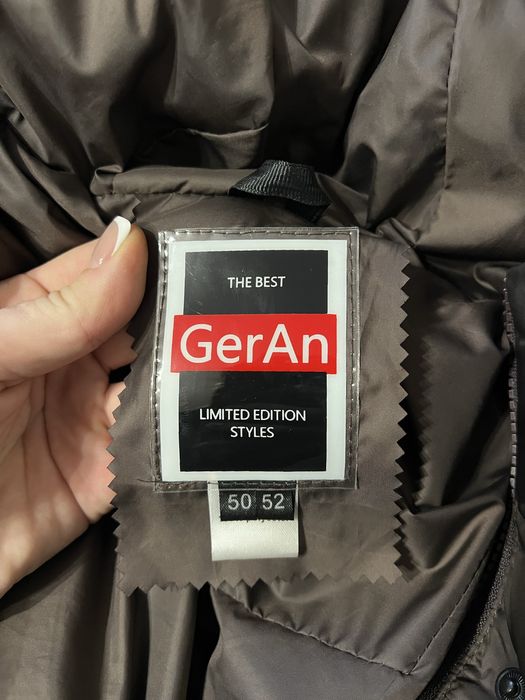 THE BEST
GerAn
LIMITED EDITION
STYLES
50 52